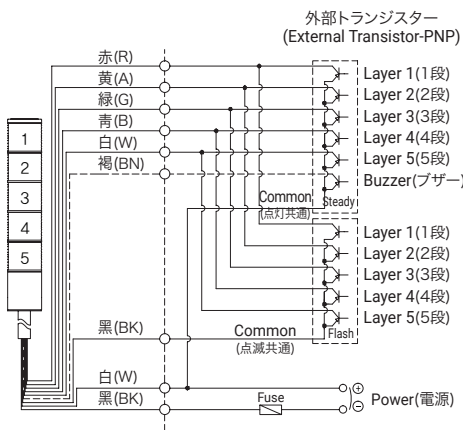 外部トランジスター
(External Transistor-PNP)
赤(R)
黄(A)
緑(G)
青(B)
白(W)
褐(BN)
Layer 1(1段)
Layer 2(2段)
Layer 3(3段)
Layer 4(4段)
Layer 5(5段)
Buzzer(ブザー)
Common
(点灯共通)
Steady
1
2
3
4
5
Layer 1(1段)
Layer 2(2段)
Layer 3(3段)
Layer 4(4段)
Layer 5(5段)
黒(BK)
Common
(点滅共通)
Flash
白(W)
黒(BK)
Fuse
Power(電源)